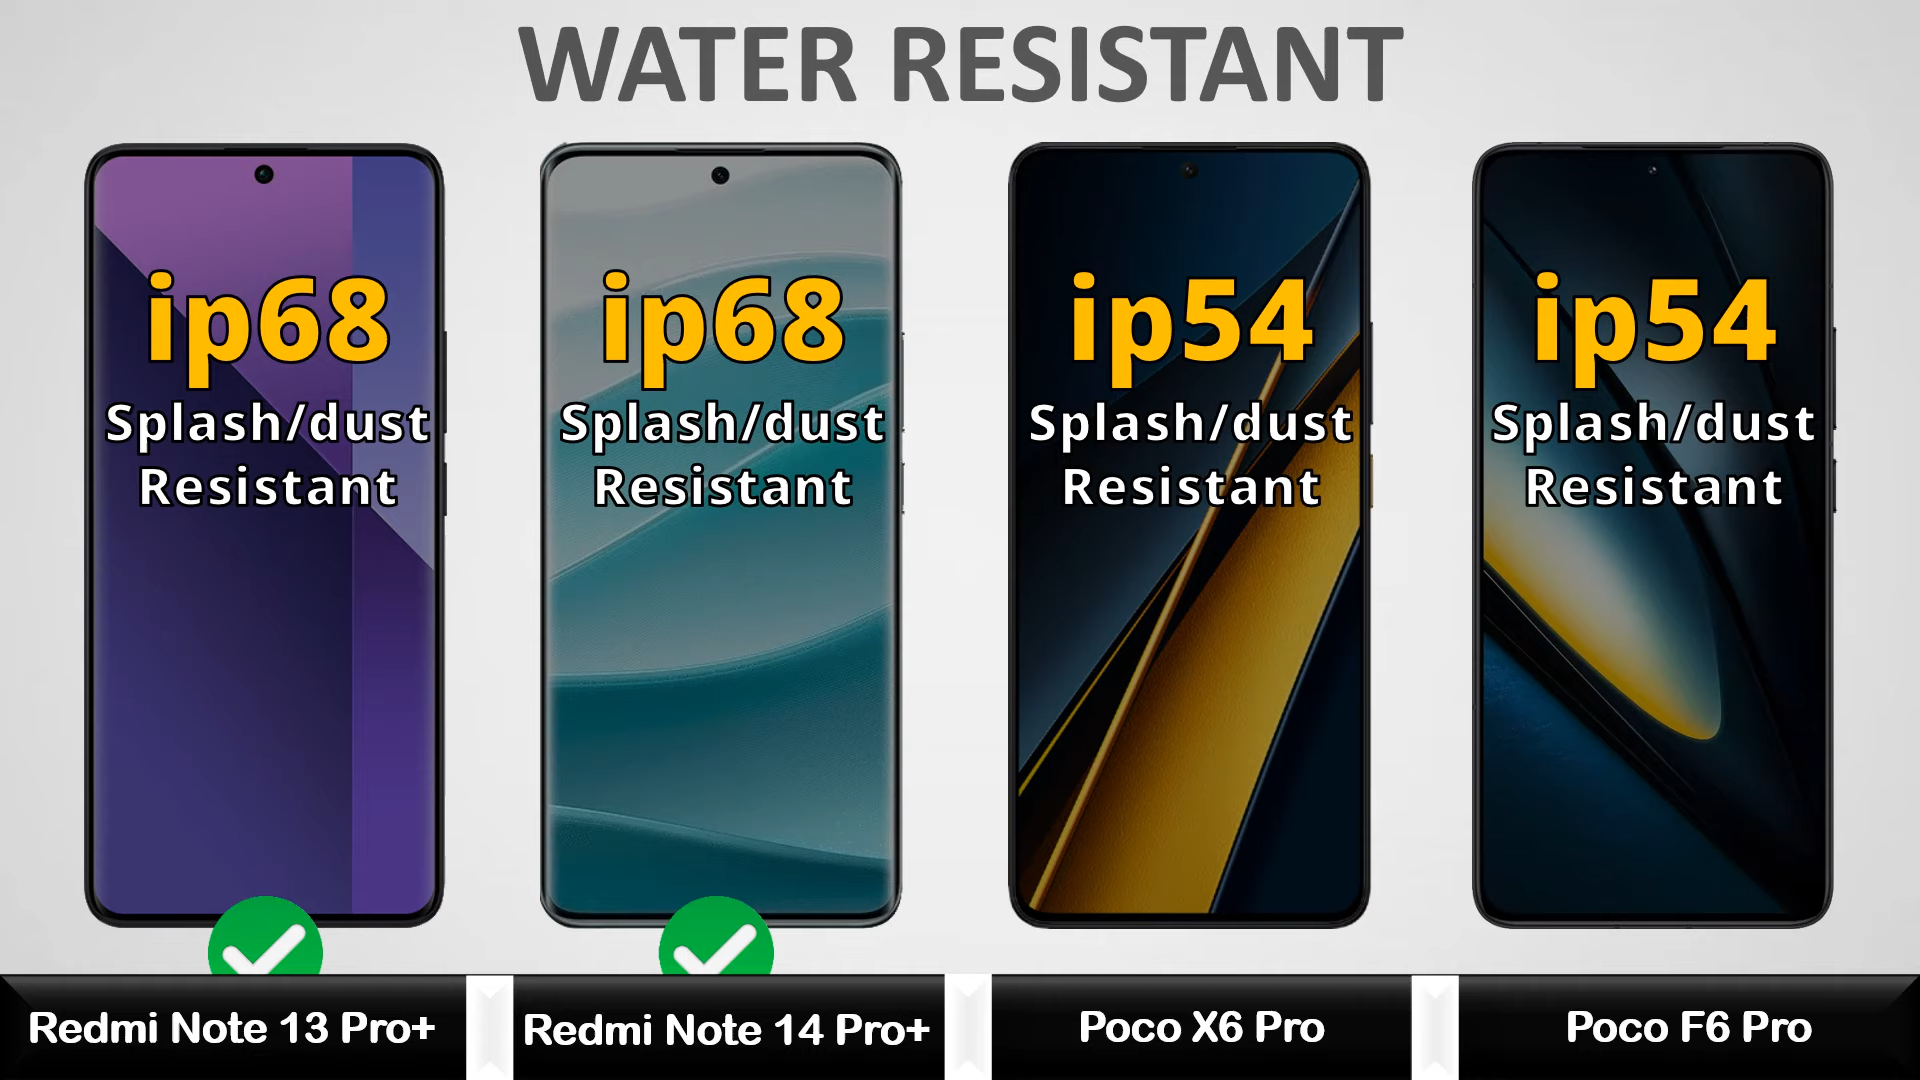 WATER RESISTANT
ip68
Splash/dust
Resistant
ip68
Splash/dust
Resistant
ip54
Splash/dust
Resistant
ip54
Splash/dust
Resistant
Redmi Note 13 Pro+
Redmi Note 14 Pro+
Poco X6 Pro
Poco F6 Pro